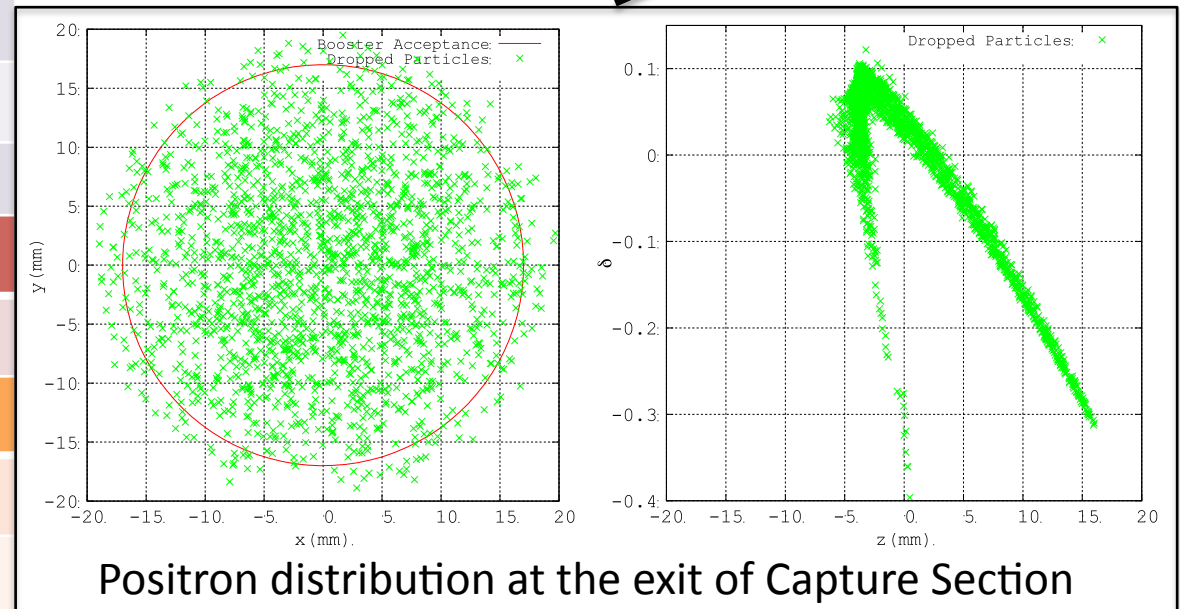 Booster Acceptance:
Dropped Particles:
20:
15:
10:
5:
0:
-5:
-10:
-15:
-20:
y(mm)
-20. -15. -10. -5. 0. 5. 10. 15. 20
x(mm).
Dropped Particles:
0.1:
0:
-0.1:
-0.2:
-0.3:
-0.4:
δ
-20. -15. -10. -5. 0. 5. 10. 15 20
z(mm).
Positron distribution at the exit of Capture Section